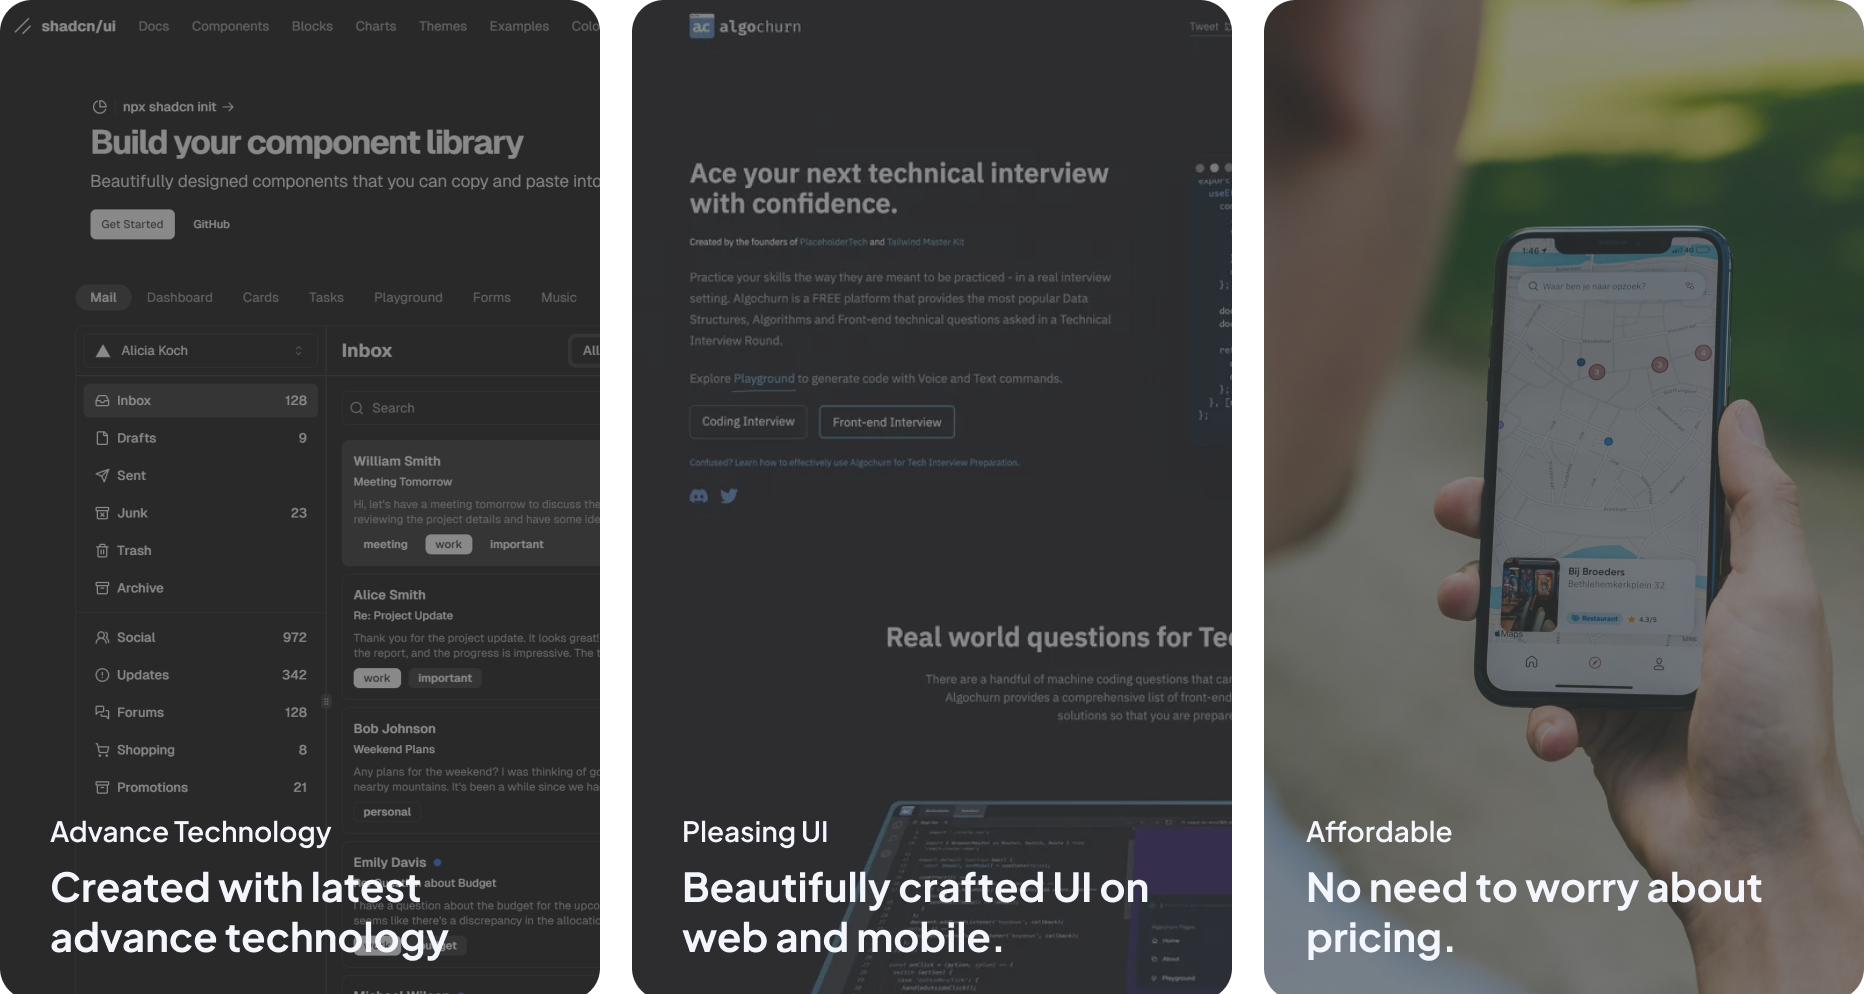 shadcn/ui Docs Components Blocks Charts Themes Examples
npx shadcn init →
Build your component library
Beautifully designed components that you can copy and paste into
Get Started GitHub
Mail Dashboard Cards Tasks Playground Forms Music
Alicia Koch
Inbox 128
Drafts 9
Sent
Junk 23
Trash
Archive
Social 972
Updates 342
Forums 128
Shopping 8
Promotions 21
Inbox
All
Search
William Smith
Meeting Tomorrow
Hi, let's have a meeting tomorrow to discuss the
reviewing the project details and have some
meeting work important
Alice Smith
Re: Project Update
Thank you for the project update. It looks great!
the report, and the progress is impressive. The
work important
Bob Johnson
Weekend Plans
Any plans for the weekend? I was thinking of
nearby mountains. It's been a while since we
personal
Emily Davis
about Budget
I have a question about the budget for the
seems like there's a discrepancy in the
Advance Technology
Created with latest
advance technology
ac algochurn
Tweet
Ace your next technical interview
with confidence.
Created by the founders of PlaceholderTech and Tailwind Master Kit
Practice your skills the way they are meant to be practiced - in a real interview
setting. Algochurn is a FREE platform that provides the most popular Data
Structures, Algorithms and Front-end technical questions asked in a Technical
Interview Round.
Explore Playground to generate code with Voice and Text commands.
Coding Interview Front-end Interview
Confused? Learn how to effectively use Algochurn for Tech Interview Preparation.
Real world questions for
There are a handful of machine coding questions that
Algochurn provides a comprehensive list of front-end
solutions so that you are
Home
About
Playground
Pleasing UI
Beautifully crafted UI on
web and mobile.
1:46
Waar ben je naar opzoek?
Bij Broeders
Bethlehemkerkplein 32
Restaurant 4.3/5
Maps
Affordable
No need to worry about
pricing.